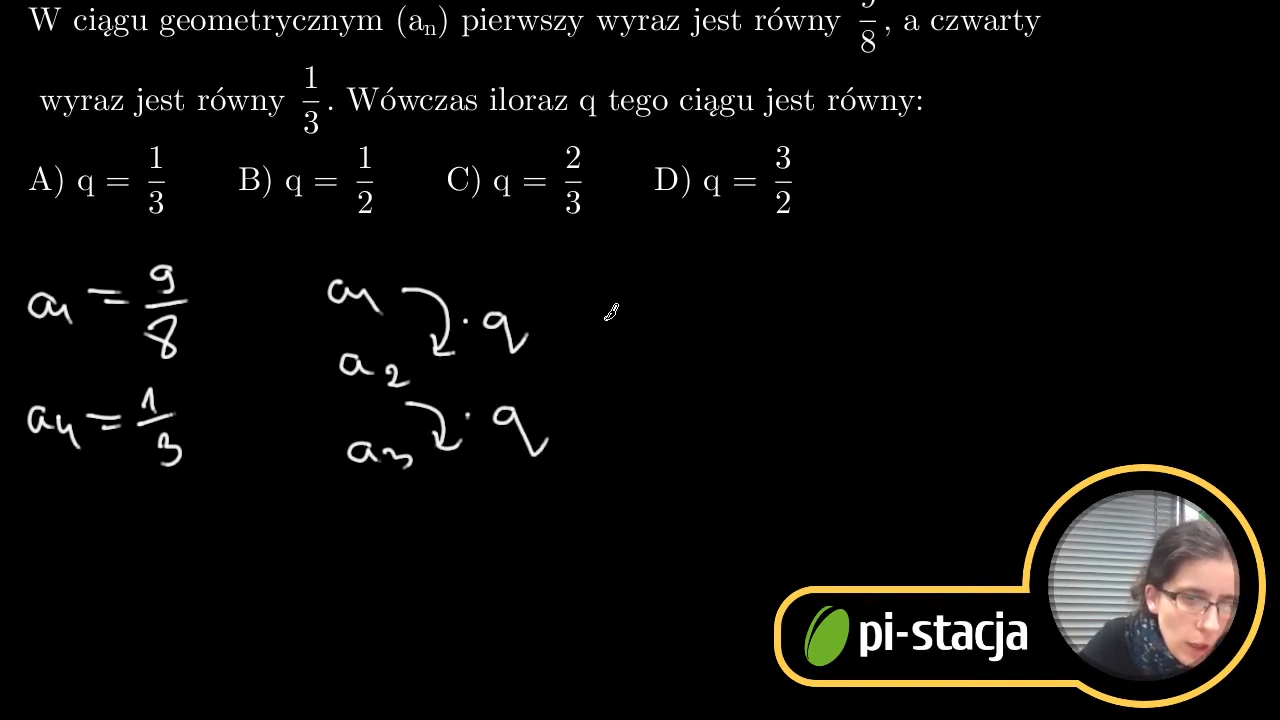 W ciągu geometrycznym (aₙ) pierwszy wyraz jest równy 9/8, a czwarty
wyraz jest równy 1/3. Wówczas iloraz q tego ciągu jest równy:
A) q = 1/3 B) q = 1/2 C) q = 2/3 D) q = 3/2
a₁ = 9/8
a₄ = 1/3
a₁
· q
a₂
· q
a₃
pi-stacja